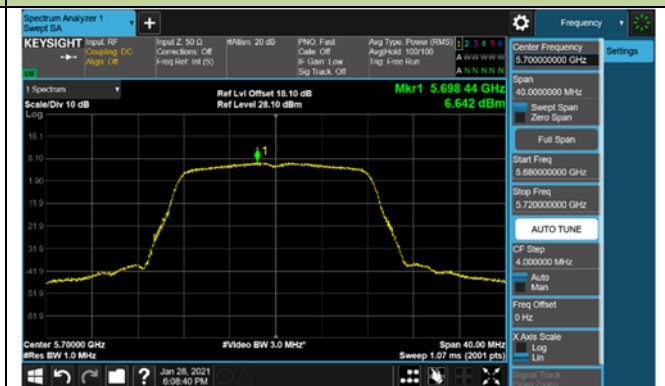 Spectrum Analyzer 1
Swept SA
Frequency
KEYSIGHT
Input: RF
Coupling: DC
Align: Off
Input Z: 50 Ω
Corrections: Off
Freq Ref: Int (S)
#Atten: 20 dB
PNO: Fast
Gate: Off
IF Gain: Low
Sig Track: Off
Avg Type: Power (RMS)
Avg|Hold: 100/100
Trig: Free Run
1 2 3 4 5 6
A W W W W W
A N N N N N
1 Spectrum
Scale/Div 10 dB
Log
Ref Lvl Offset 18.10 dB
Ref Level 28.10 dBm
Mkr1 5.698 44 GHz
6.642 dBm
18.1
8.10
1
-1.90
-11.9
-21.9
-31.9
-41.9
-51.9
-61.9
Center 5.70000 GHz
#Res BW 1.0 MHz
#Video BW 3.0 MHz*
Span 40.00 MHz
Sweep 1.07 ms (2001 pts)
Jan 28, 2021
6:08:40 PM
Settings
Center Frequency
5.700000000 GHz
Span
40.0000000 MHz
Swept Span
Zero Span
Full Span
Start Freq
5.680000000 GHz
Stop Freq
5.720000000 GHz
AUTO TUNE
CF Step
4.000000 MHz
Auto
Man
Freq Offset
0 Hz
X Axis Scale
Log
Lin
Signal Track